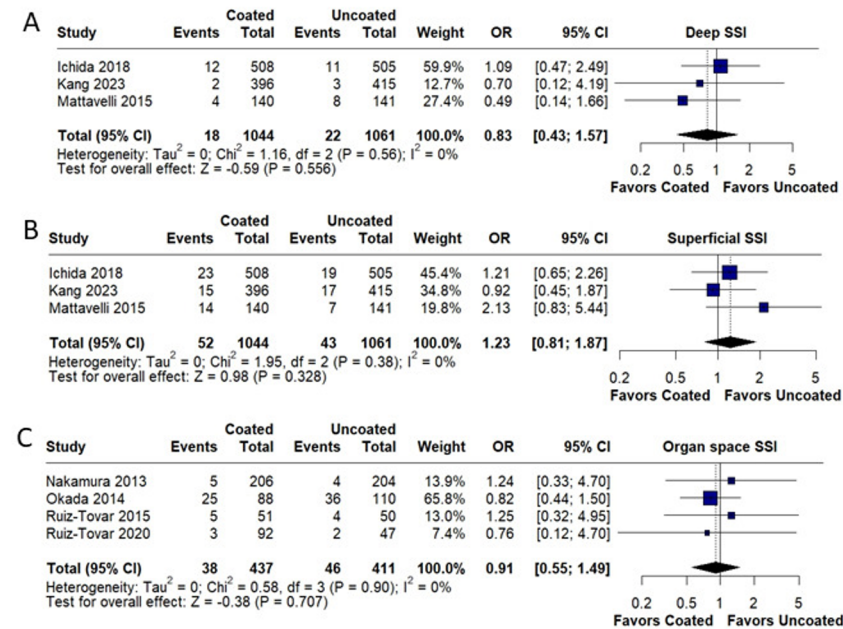 A
Coated Uncoated
Study Events Total Events Total Weight OR 95% CI Deep SSI
Ichida 2018 12 508 11 505 59.9% 1.09 [0.47; 2.49]
Kang 2023 2 396 3 415 12.7% 0.70 [0.12; 4.19]
Mattavelli 2015 4 140 8 141 27.4% 0.49 [0.14; 1.66]
Total (95% CI) 18 1044 22 1061 100.0% 0.83 [0.43; 1.57]
Heterogeneity: Tau² = 0; Chi² = 1.16, df = 2 (P = 0.56); I² = 0%
Test for overall effect: Z = -0.59 (P = 0.556)
0.2 0.5 1 2 5
Favors Coated Favors Uncoated
B
Coated Uncoated
Study Events Total Events Total Weight OR 95% CI Superficial SSI
Ichida 2018 23 508 19 505 45.4% 1.21 [0.65; 2.26]
Kang 2023 15 396 17 415 34.8% 0.92 [0.45; 1.87]
Mattavelli 2015 14 140 7 141 19.8% 2.13 [0.83; 5.44]
Total (95% CI) 52 1044 43 1061 100.0% 1.23 [0.81; 1.87]
Heterogeneity: Tau² = 0; Chi² = 1.95, df = 2 (P = 0.38); I² = 0%
Test for overall effect: Z = 0.98 (P = 0.328)
0.2 0.5 1 2 5
Favors Coated Favors Uncoated
C
Coated Uncoated
Study Events Total Events Total Weight OR 95% CI Organ space SSI
Nakamura 2013 5 206 4 204 13.9% 1.24 [0.33; 4.70]
Okada 2014 25 88 36 110 65.8% 0.82 [0.44; 1.50]
Ruiz-Tovar 2015 5 51 4 50 13.0% 1.25 [0.32; 4.95]
Ruiz-Tovar 2020 3 92 2 47 7.4% 0.76 [0.12; 4.70]
Total (95% CI) 38 437 46 411 100.0% 0.91 [0.55; 1.49]
Heterogeneity: Tau² = 0; Chi² = 0.58, df = 3 (P = 0.90); I² = 0%
Test for overall effect: Z = -0.38 (P = 0.707)
0.2 0.5 1 2 5
Favors Coated Favors Uncoated